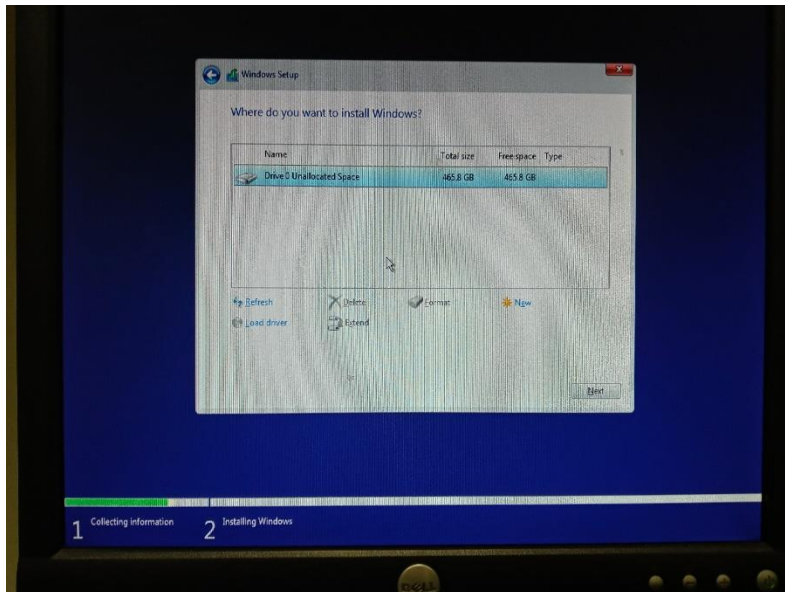 Windows Setup
Where do you want to install Windows?
Name Total size Free space Type
Drive 0 Unallocated Space 465.8 GB 465.8 GB
Refresh Delete Format New
Load driver Extend
Next
1 Collecting information 2 Installing Windows
DELL